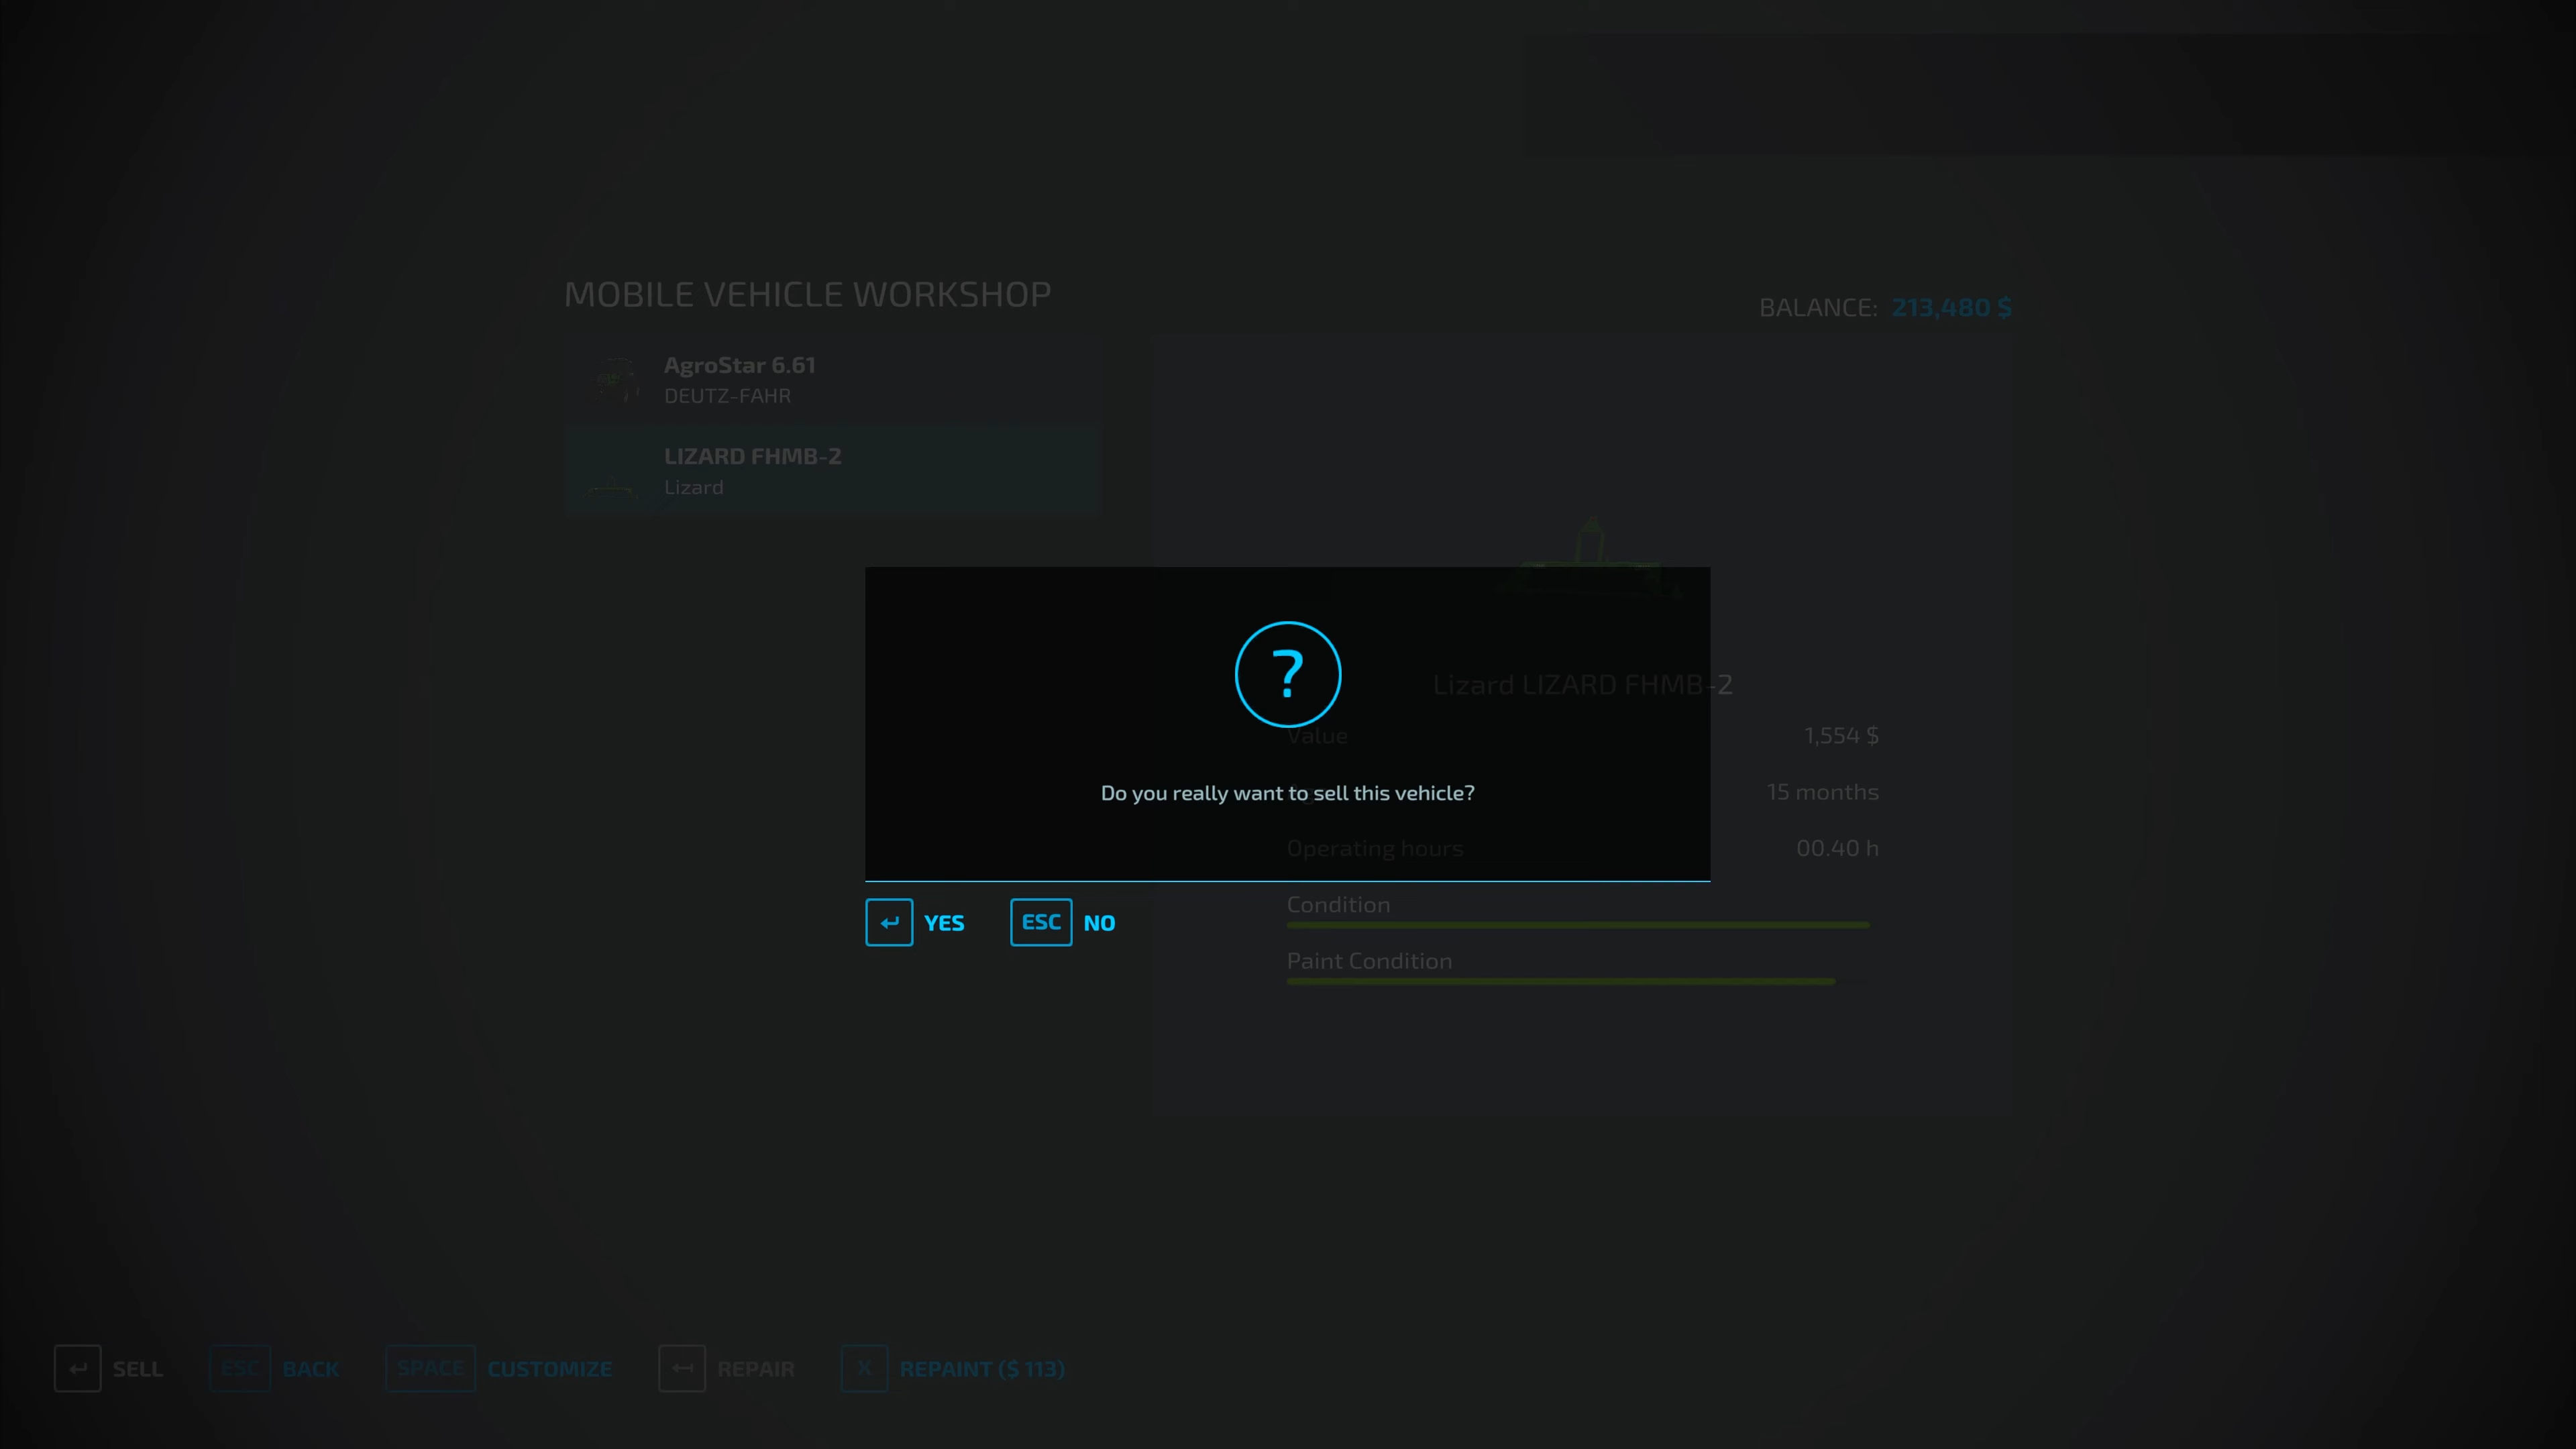 MOBILE VEHICLE WORKSHOP
BALANCE: 213,480 $
AgroStar 6.61
DEUTZ-FAHR
LIZARD FHMB-2
Lizard
?
Lizard LIZARD FHMB-2
Value 1,554 $
Do you really want to sell this vehicle?
15 months
Operating hours 00.40 h
YES ESC NO
Condition
Paint Condition
SELL ESC BACK SPACE CUSTOMIZE REPAIR X REPAINT ($ 113)